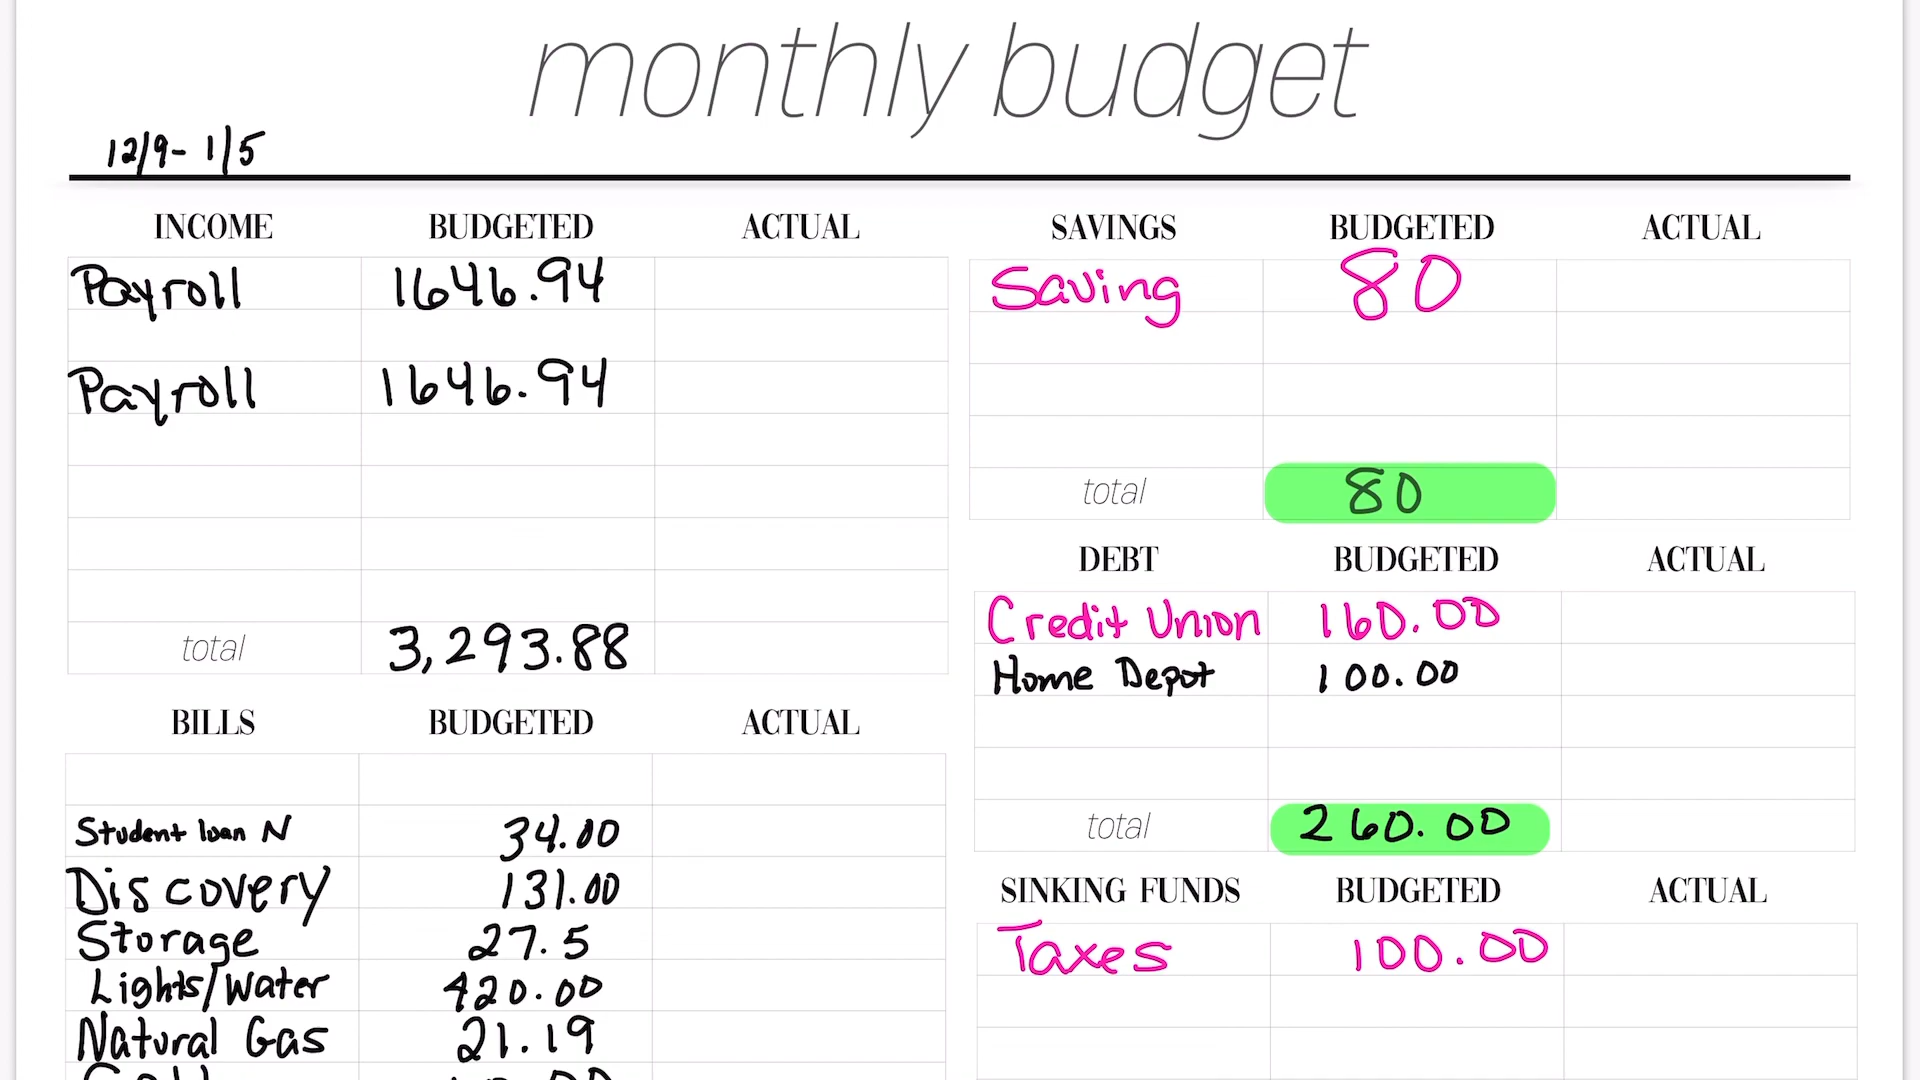 monthly budget
12/9 - 1/5
INCOME BUDGETED ACTUAL
Payroll 1646.94
Payroll 1646.94
total 3,293.88
BILLS BUDGETED ACTUAL
Student loan N 34.00
Discovery 131.00
Storage 27.5
Lights/Water 420.00
Natural Gas 21.19
SAVINGS BUDGETED ACTUAL
Saving 80
total 80
DEBT BUDGETED ACTUAL
Credit Union 160.00
Home Depot 100.00
total 260.00
SINKING FUNDS BUDGETED ACTUAL
Taxes 100.00